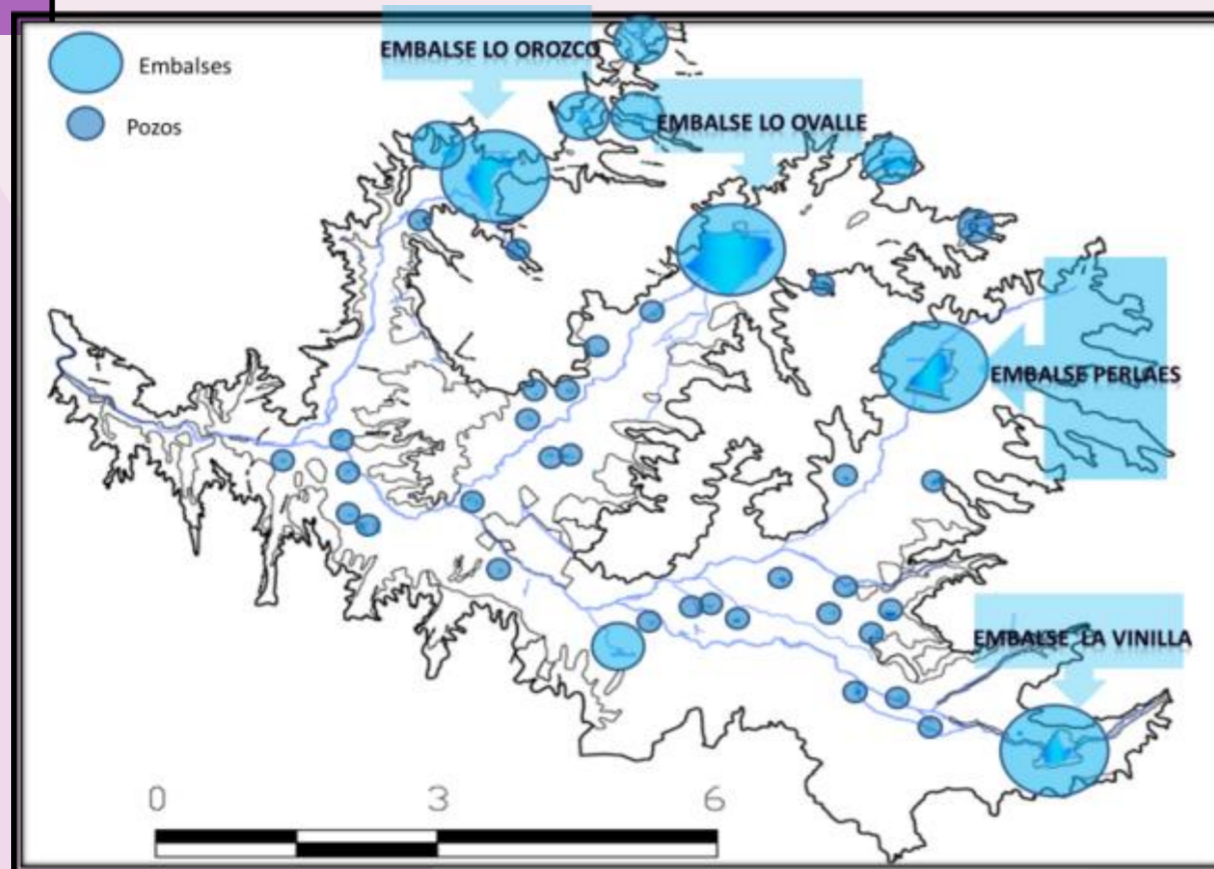 EMBALSE LO OROZCO
Embalses
Pozos
EMBALSE LO OVALLE
EMBALSE PERLAES
EMBALSE LA VINILLA
0 3 6